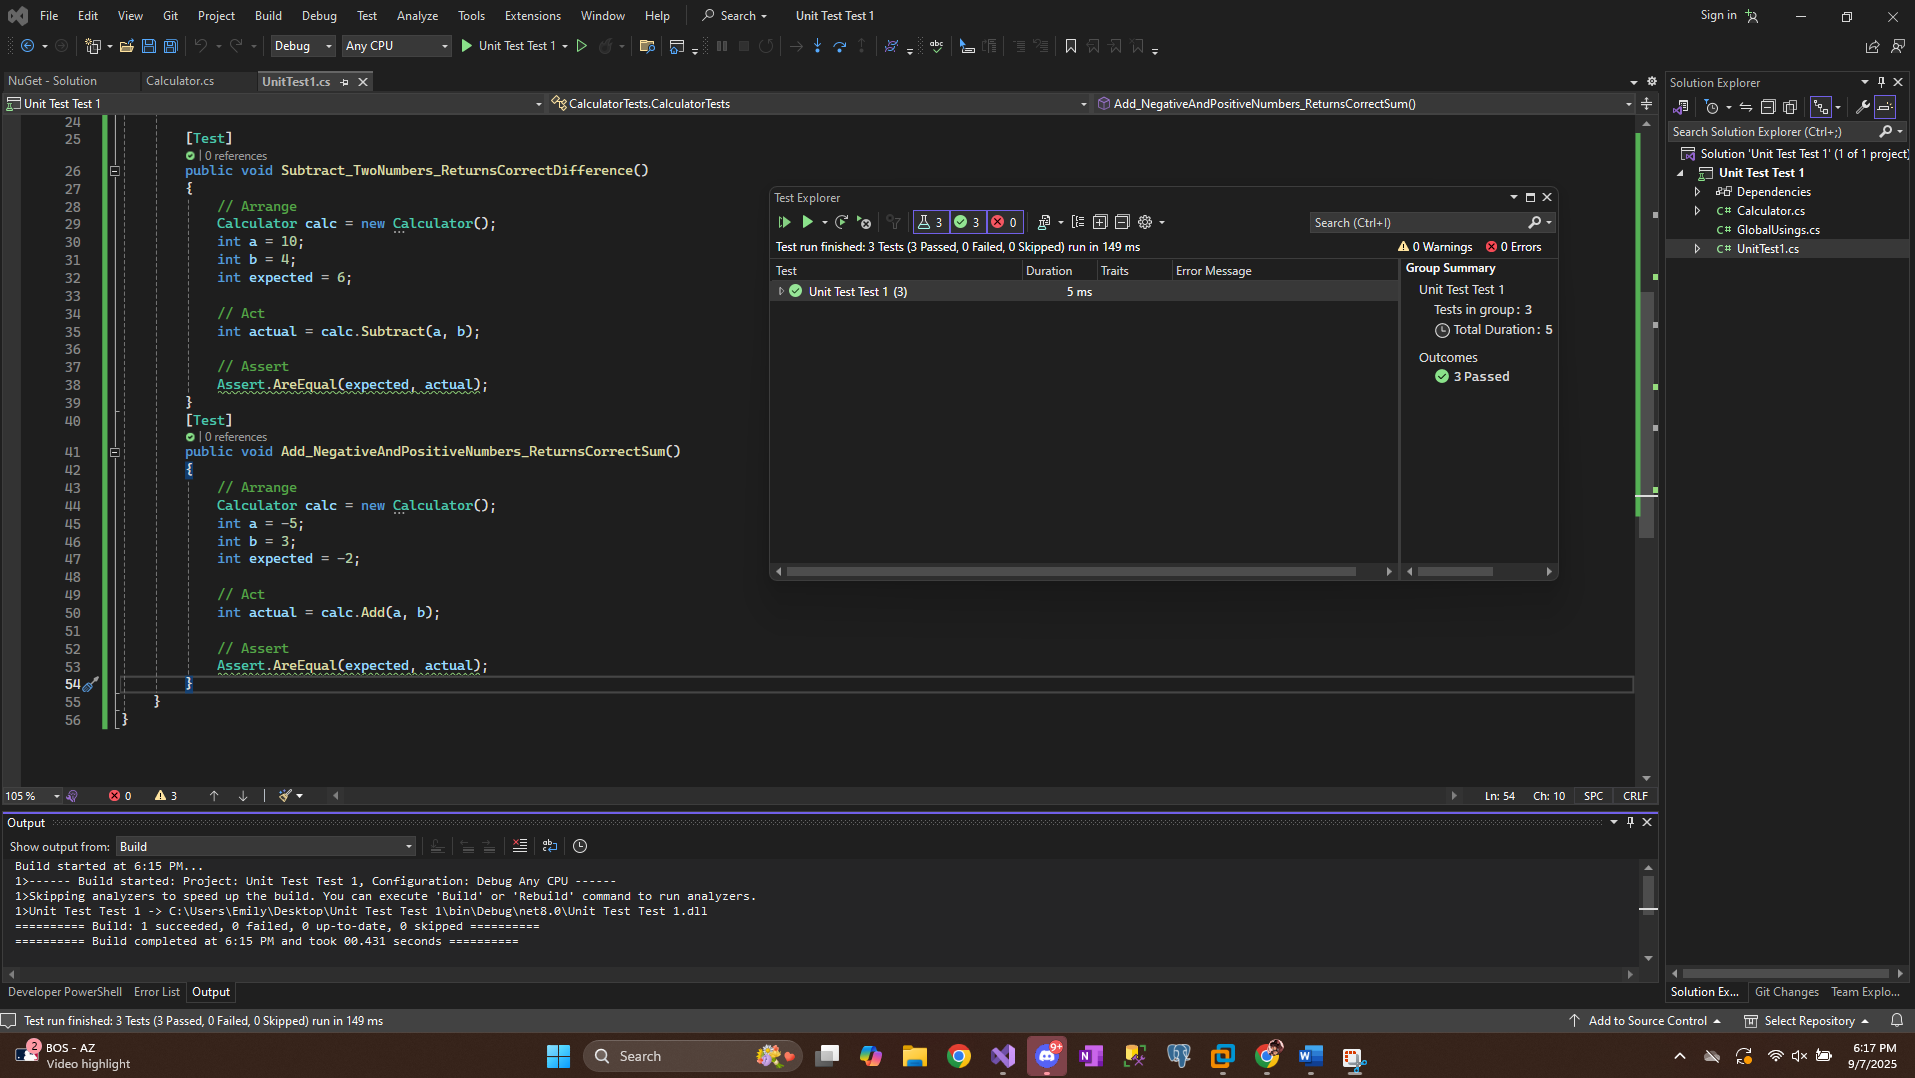 File Edit View Git Project Build Debug Test Analyze Tools Extensions Window Help Search Unit Test Test 1 Sign in
Debug Any CPU Unit Test Test 1
NuGet - Solution Calculator.cs UnitTest1.cs
Unit Test Test 1 CalculatorTests.CalculatorTests Add_NegativeAndPositiveNumbers_ReturnsCorrectSum()
24
25 [Test]
0 references
26 public void Subtract_TwoNumbers_ReturnsCorrectDifference()
27 {
28 // Arrange
29 Calculator calc = new Calculator();
30 int a = 10;
31 int b = 4;
32 int expected = 6;
33
34 // Act
35 int actual = calc.Subtract(a, b);
36
37 // Assert
38 Assert.AreEqual(expected, actual);
39 }
40 [Test]
0 references
41 public void Add_NegativeAndPositiveNumbers_ReturnsCorrectSum()
42 {
43 // Arrange
44 Calculator calc = new Calculator();
45 int a = -5;
46 int b = 3;
47 int expected = -2;
48
49 // Act
50 int actual = calc.Add(a, b);
51
52 // Assert
53 Assert.AreEqual(expected, actual);
54 }
55 }
56 }
Test Explorer
3 3 0 Search (Ctrl+I)
Test run finished: 3 Tests (3 Passed, 0 Failed, 0 Skipped) run in 149 ms 0 Warnings 0 Errors
Test Duration Traits Error Message
Unit Test Test 1 (3) 5 ms
Group Summary
Unit Test Test 1
Tests in group: 3
Total Duration: 5
Outcomes
3 Passed
Solution Explorer
Search Solution Explorer (Ctrl+;)
Solution 'Unit Test Test 1' (1 of 1 project)
Unit Test Test 1
Dependencies
C# Calculator.cs
C# GlobalUsings.cs
C# UnitTest1.cs
105 % 0 3 Ln: 54 Ch: 10 SPC CRLF
Output
Show output from: Build
Build started at 6:15 PM...
1>------ Build started: Project: Unit Test Test 1, Configuration: Debug Any CPU ------
1>Skipping analyzers to speed up the build. You can execute 'Build' or 'Rebuild' command to run analyzers.
1>Unit Test Test 1 -> C:\Users\Emily\Desktop\Unit Test Test 1\bin\Debug\net8.0\Unit Test Test 1.dll
========== Build: 1 succeeded, 0 failed, 0 up-to-date, 0 skipped ==========
========== Build completed at 6:15 PM and took 00.431 seconds ==========
Developer PowerShell Error List Output
Solution Ex... Git Changes Team Explo...
Test run finished: 3 Tests (3 Passed, 0 Failed, 0 Skipped) run in 149 ms Add to Source Control Select Repository
2 BOS - AZ
Video highlight
Search
9+
6:17 PM
9/7/2025